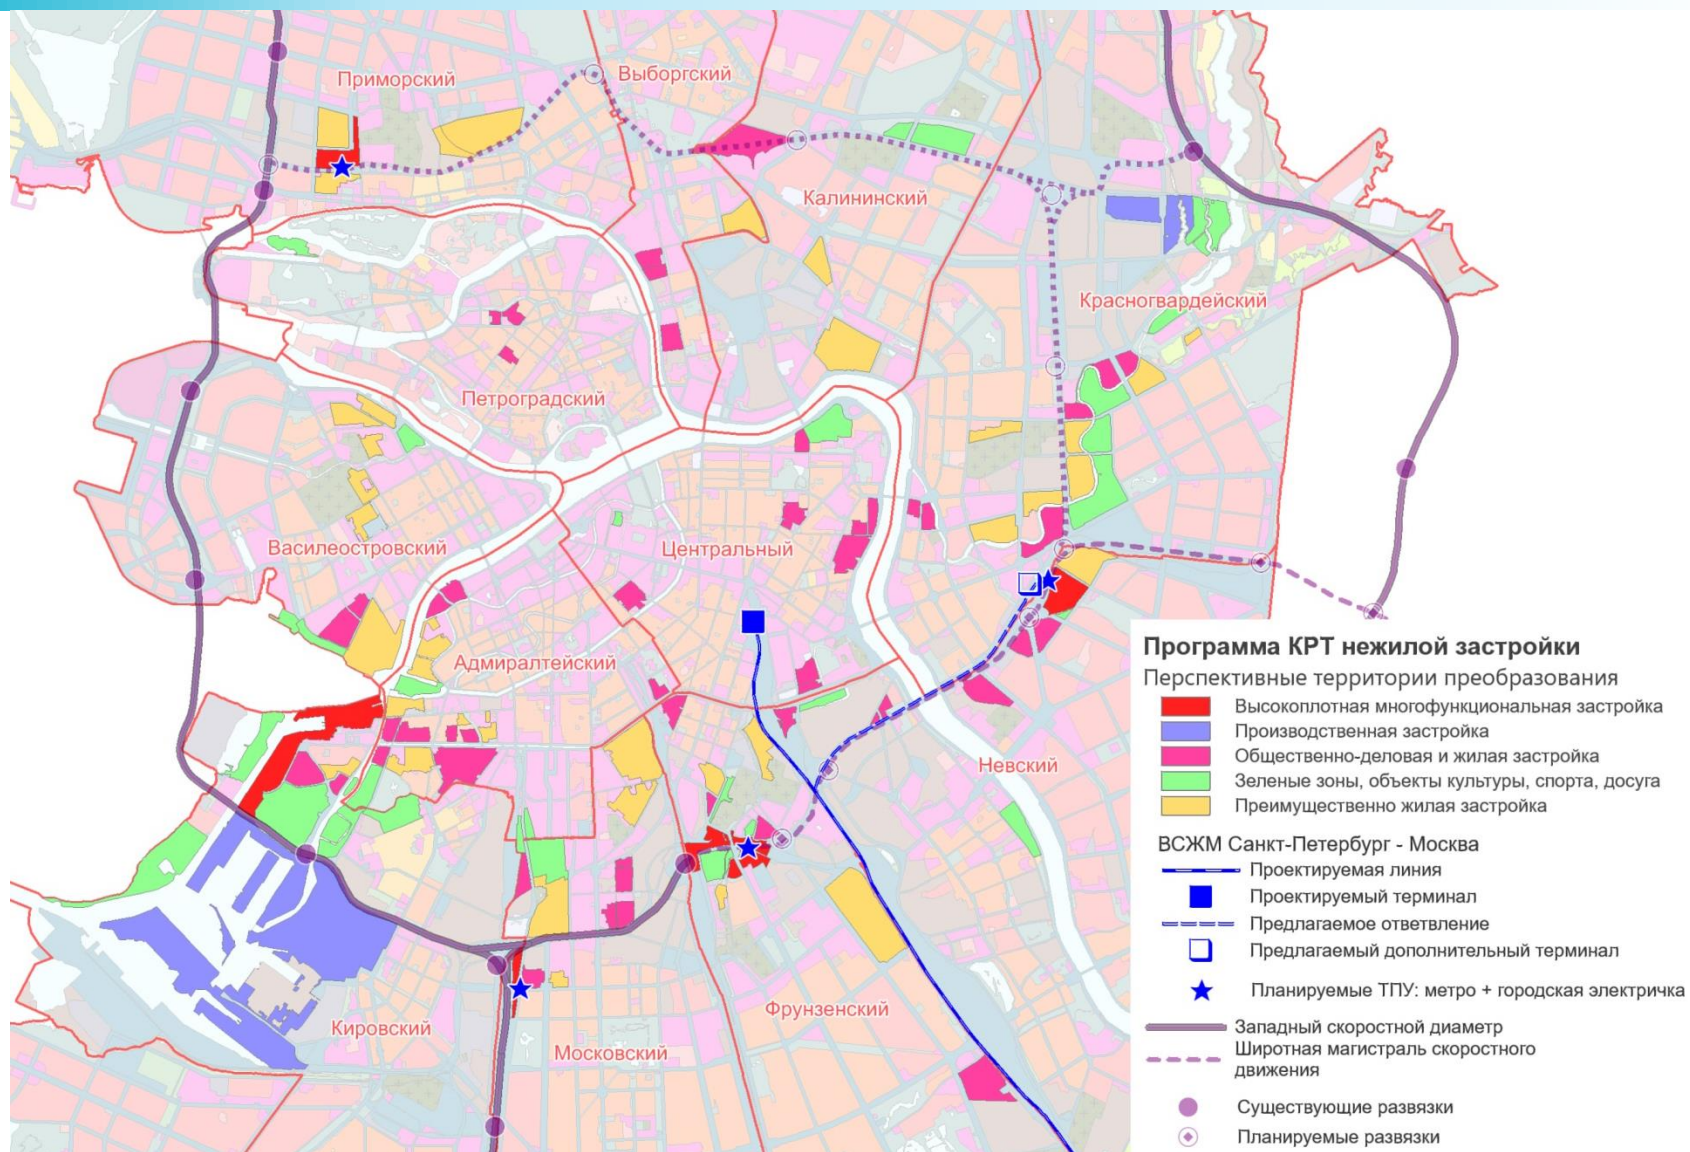 Приморский
Выборгский
Калининский
Красногвардейский
Петроградский
Василеостровский
Центральный
Адмиралтейский
Невский
Кировский
Московский
Фрунзенский
Программа КРТ нежилой застройки
Перспективные территории преобразования
Высокоплотная многофункциональная застройка
Производственная застройка
Общественно-деловая и жилая застройка
Зеленые зоны, объекты культуры, спорта, досуга
Преимущественно жилая застройка
ВСЖМ Санкт-Петербург - Москва
Проектируемая линия
Проектируемый терминал
Предлагаемое ответвление
Предлагаемый дополнительный терминал
Планируемые ТПУ: метро + городская электричка
Западный скоростной диаметр
Широтная магистраль скоростного
движения
Существующие развязки
Планируемые развязки